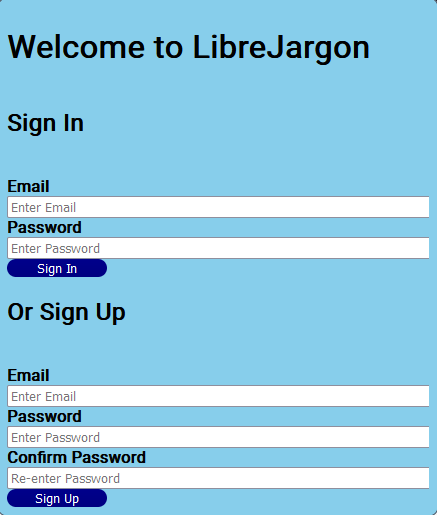 Welcome to LibreJargon
Sign In
Email
Enter Email
Password
Enter Password
Sign In
Or Sign Up
Email
Enter Email
Password
Enter Password
Confirm Password
Re-enter Password
Sign Up